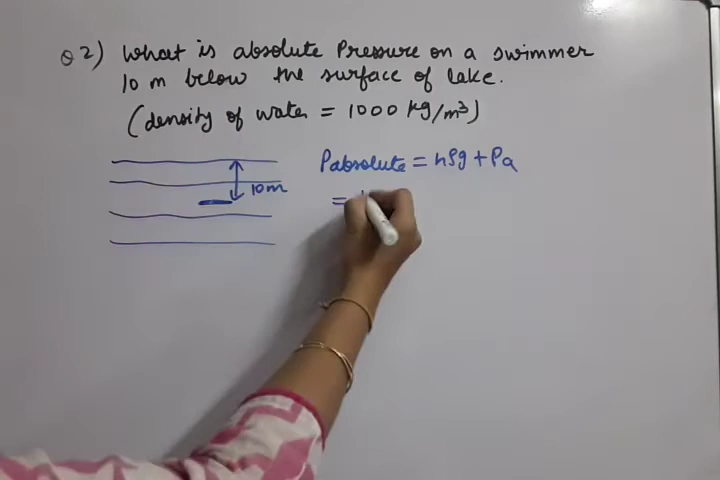 Q 2) What is absolute Pressure on a swimmer
10 m below the surface of lake.
(density of water = 1000 kg/m³)
Pabsolute = hρg + Pa
10m
=